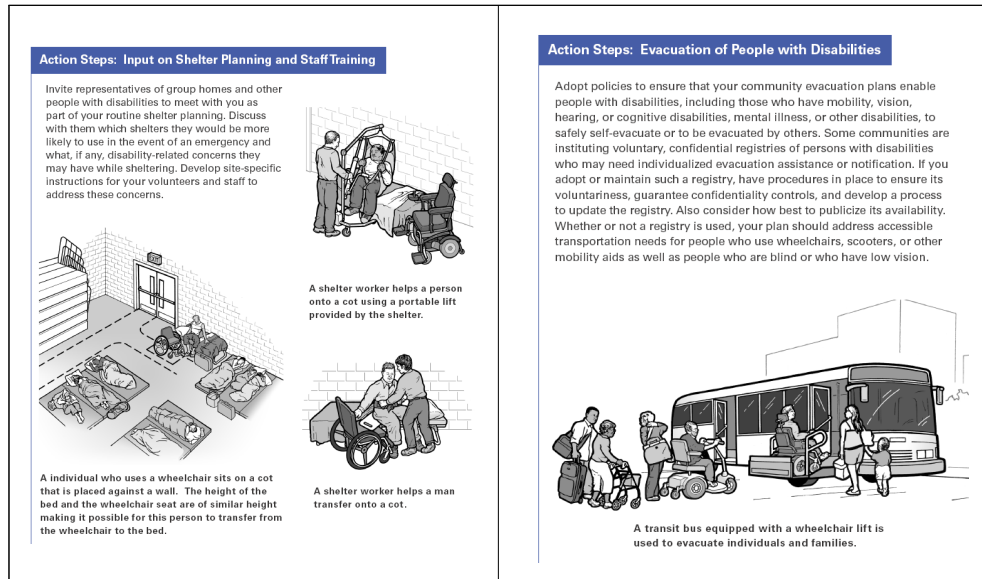 Action Steps: Input on Shelter Planning and Staff Training
Invite representatives of group homes and other
people with disabilities to meet with you as
part of your routine shelter planning. Discuss
with them which shelters they would be more
likely to use in the event of an emergency and
what, if any, disability-related concerns they
may have while sheltering. Develop site-specific
instructions for your volunteers and staff to
address these concerns.
A shelter worker helps a person
onto a cot using a portable lift
provided by the shelter.
A individual who uses a wheelchair sits on a cot
that is placed against a wall. The height of the
bed and the wheelchair seat are of similar height
making it possible for this person to transfer from
the wheelchair to the bed.
A shelter worker helps a man
transfer onto a cot.
Action Steps: Evacuation of People with Disabilities
Adopt policies to ensure that your community evacuation plans enable
people with disabilities, including those who have mobility, vision,
hearing, or cognitive disabilities, mental illness, or other disabilities, to
safely self-evacuate or to be evacuated by others. Some communities are
instituting voluntary, confidential registries of persons with disabilities
who may need individualized evacuation assistance or notification. If you
adopt or maintain such a registry, have procedures in place to ensure its
voluntariness, guarantee confidentiality controls, and develop a process
to update the registry. Also consider how best to publicize its availability.
Whether or not a registry is used, your plan should address accessible
transportation needs for people who use wheelchairs, scooters, or other
mobility aids as well as people who are blind or who have low vision.
A transit bus equipped with a wheelchair lift is
used to evacuate individuals and families.